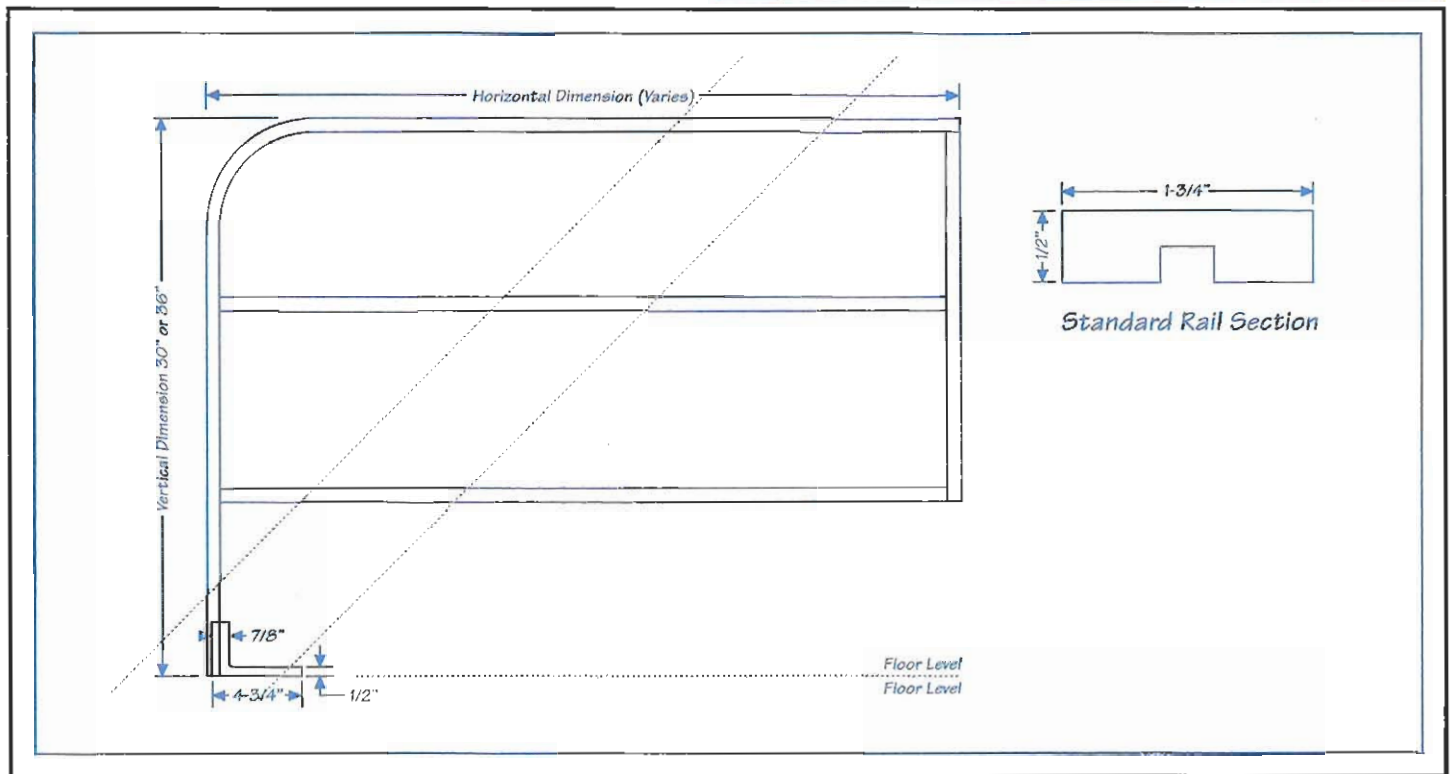 Horizontal Dimension (Varies)
Vertical Dimension 30" or 36"
1-3/4"
1/2"
Standard Rail Section
7/8"
4-3/4"
1/2"
Floor Level
Floor Level